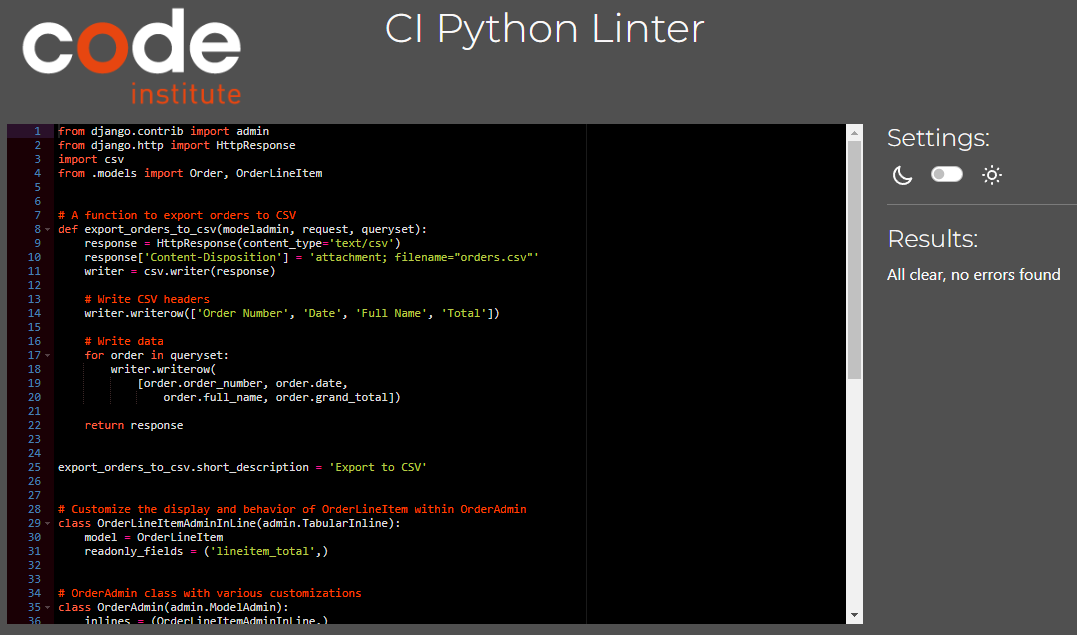 code
institute
CI Python Linter
1 from django.contrib import admin
2 from django.http import HttpResponse
3 import csv
4 from .models import Order, OrderLineItem
5
6
7 # A function to export orders to CSV
8 def export_orders_to_csv(modeladmin, request, queryset):
9     response = HttpResponse(content_type='text/csv')
10     response['Content-Disposition'] = 'attachment; filename="orders.csv"'
11     writer = csv.writer(response)
12
13     # Write CSV headers
14     writer.writerow(['Order Number', 'Date', 'Full Name', 'Total'])
15
16     # Write data
17     for order in queryset:
18         writer.writerow(
19             [order.order_number, order.date,
20                 order.full_name, order.grand_total])
21
22     return response
23
24
25 export_orders_to_csv.short_description = 'Export to CSV'
26
27
28 # Customize the display and behavior of OrderLineItem within OrderAdmin
29 class OrderLineItemAdminInLine(admin.TabularInline):
30     model = OrderLineItem
31     readonly_fields = ('lineitem_total',)
32
33
34 # OrderAdmin class with various customizations
35 class OrderAdmin(admin.ModelAdmin):
36     inlines = (OrderLineItemAdminInLine,)
Settings:
Results:
All clear, no errors found